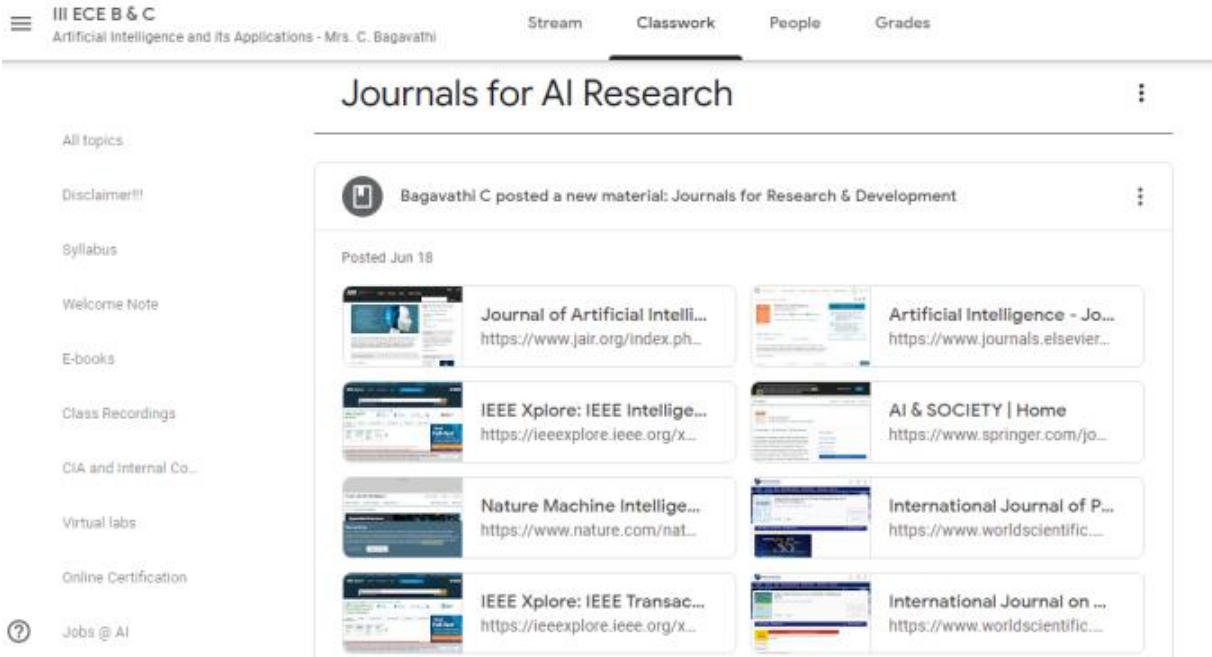 III ECE B & C
Artificial Intelligence and its Applications - Mrs. C. Bagavathi
Stream
Classwork
People
Grades
All topics
Disclaimer!!!
Syllabus
Welcome Note
E-books
Class Recordings
CIA and Internal Co...
Virtual labs
Online Certification
Jobs @ AI
Journals for AI Research
Bagavathi C posted a new material: Journals for Research & Development
Posted Jun 18
Journal of Artificial Intelli...
https://www.jair.org/index.ph...
Artificial Intelligence - Jo...
https://www.journals.elsevier...
IEEE Xplore: IEEE Intellige...
https://ieeexplore.ieee.org/x...
AI & SOCIETY | Home
https://www.springer.com/jo...
Nature Machine Intellige...
https://www.nature.com/nat...
International Journal of P...
https://www.worldscientific....
IEEE Xplore: IEEE Transac...
https://ieeexplore.ieee.org/x...
International Journal on ...
https://www.worldscientific....